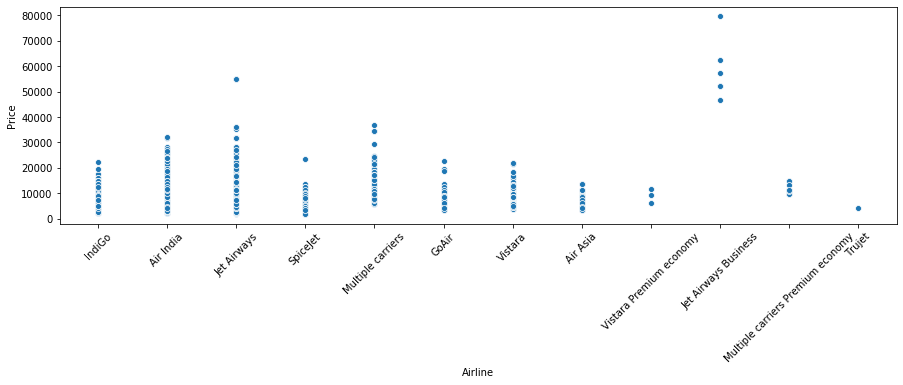 80000
70000
60000
50000
40000
30000
20000
10000
0
Price
IndiGo
Air India
Jet Airways
SpiceJet
Multiple carriers
GoAir
Vistara
Air Asia
Vistara Premium economy
Jet Airways Business
Multiple carriers Premium economy
Trujet
Airline